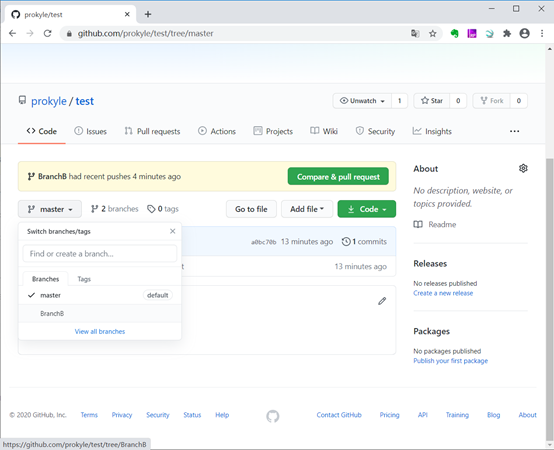 prokyle/test
github.com/prokyle/test/tree/master
prokyle / test
Unwatch 1
Star 0
Fork 0
Code
Issues
Pull requests
Actions
Projects
Wiki
Security
Insights
BranchB had recent pushes 4 minutes ago
Compare & pull request
master
2 branches
0 tags
Go to file
Add file
Code
Switch branches/tags
Find or create a branch...
Branches
Tags
master
default
BranchB
View all branches
a0bc70b 13 minutes ago
1 commits
13 minutes ago
About
No description, website, or
topics provided.
Readme
Releases
No releases published
Create a new release
Packages
No packages published
Publish your first package
© 2020 GitHub, Inc.
Terms
Privacy
Security
Status
Help
Contact GitHub
Pricing
API
Training
Blog
About
https://github.com/prokyle/test/tree/BranchB